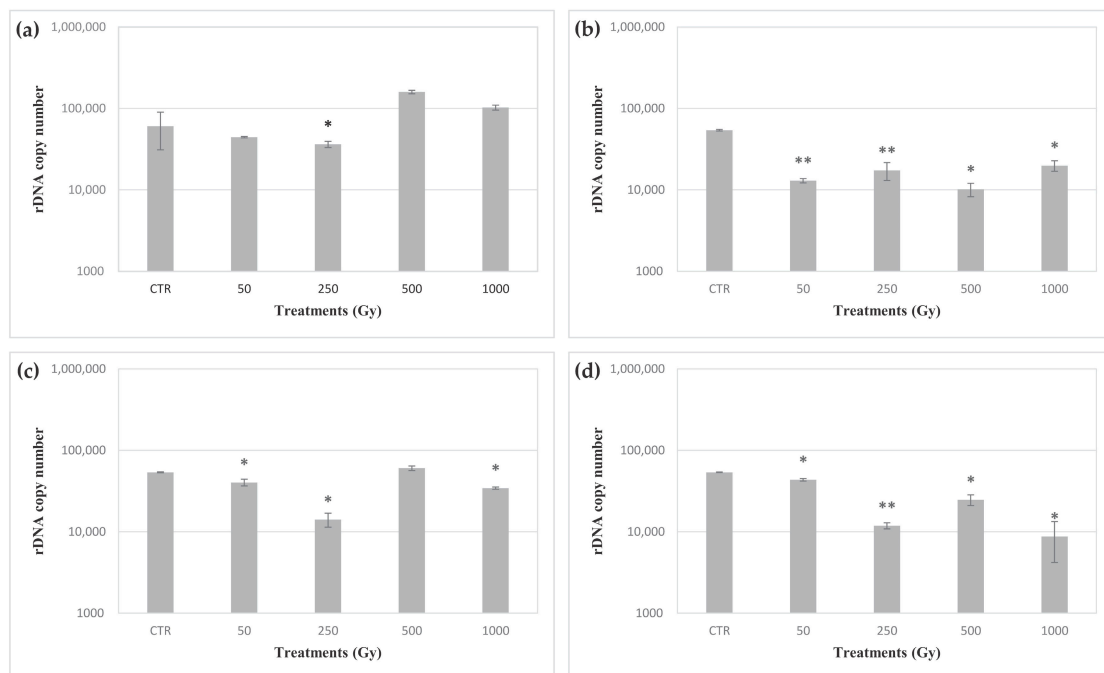 (a)
rDNA copy number
1,000,000
100,000
10,000
1000
*
CTR 50 250 500 1000
Treatments (Gy)
(b)
rDNA copy number
1,000,000
100,000
10,000
1000
** ** * *
CTR 50 250 500 1000
Treatments (Gy)
(c)
rDNA copy number
1,000,000
100,000
10,000
1000
* * *
CTR 50 250 500 1000
Treatments (Gy)
(d)
rDNA copy number
1,000,000
100,000
10,000
1000
* ** * *
CTR 50 250 500 1000
Treatments (Gy)